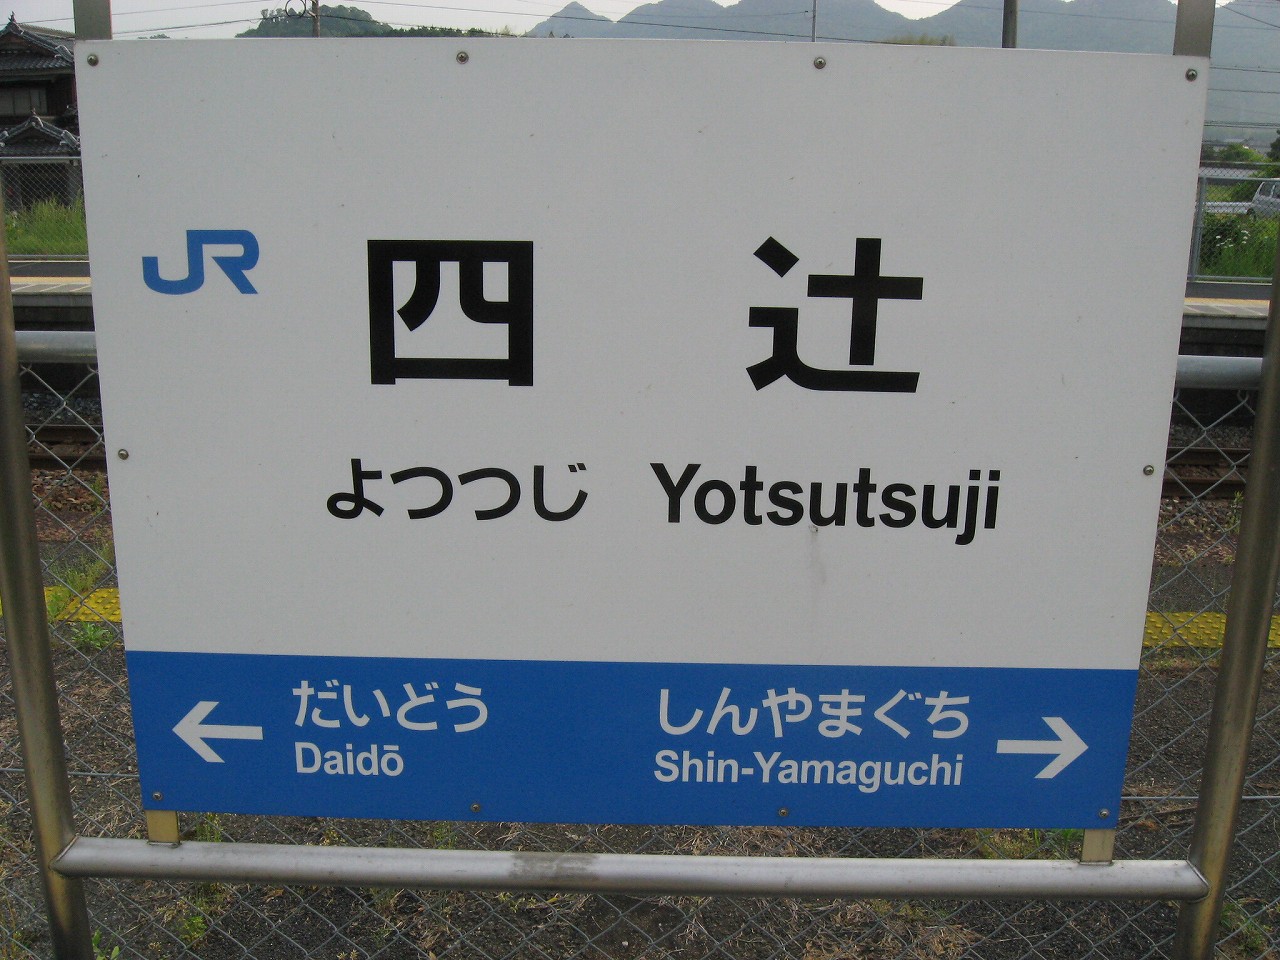 JR
四辻
よつつじ Yotsutsuji
← だいどう
Daidō
しんやまぐち →
Shin-Yamaguchi